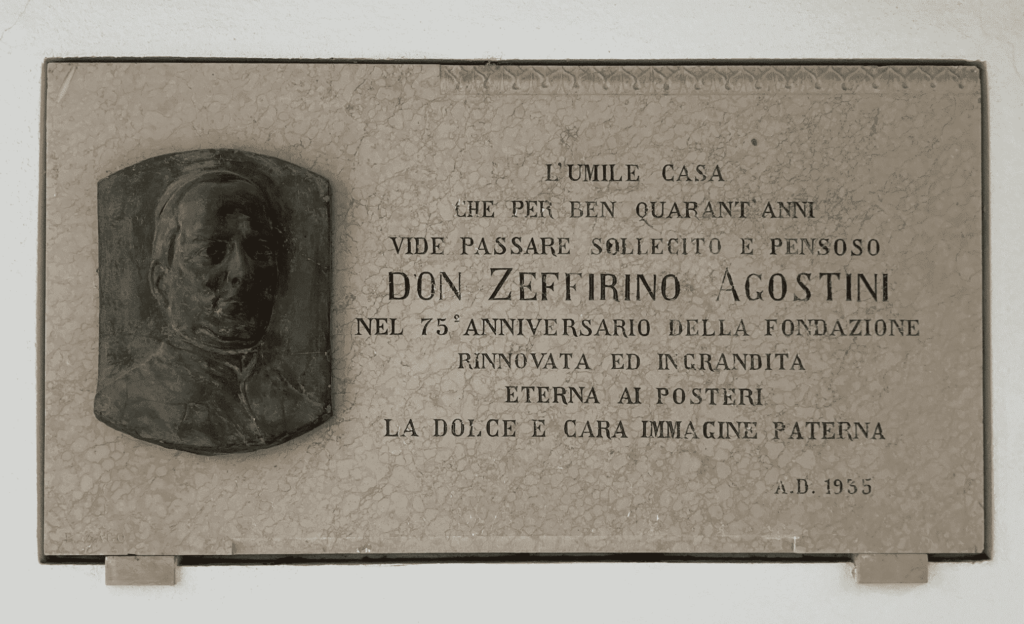 L'UMILE CASA
CHE PER BEN QUARANT'ANNI
VIDE PASSARE SOLLECITO E PENSOSO
DON ZEFFIRINO AGOSTINI
NEL 75º ANNIVERSARIO DELLA FONDAZIONE
RINNOVATA ED INGRANDITA
ETERNA AI POSTERI
LA DOLCE E CARA IMMAGINE PATERNA
A.D. 1935